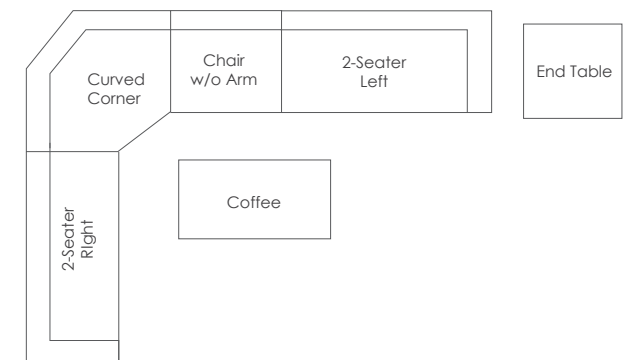 Curved
Corner
Chair
w/o Arm
2-Seater
Left
End Table
2-Seater
RIght
Coffee